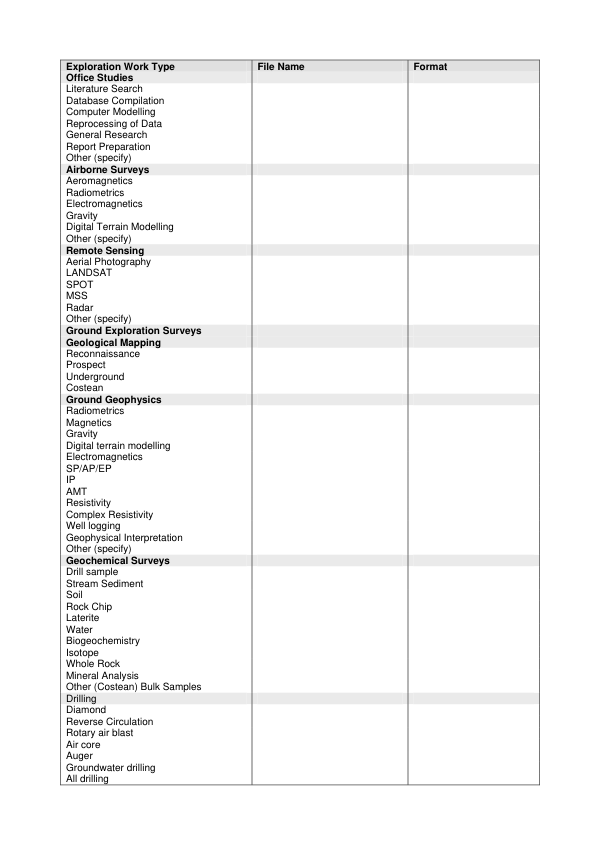 Exploration Work Type File Name Format
Office Studies
Literature Search
Database Compilation
Computer Modelling
Reprocessing of Data
General Research
Report Preparation
Other (specify)
Airborne Surveys
Aeromagnetics
Radiometrics
Electromagnetics
Gravity
Digital Terrain Modelling
Other (specify)
Remote Sensing
Aerial Photography
LANDSAT
SPOT
MSS
Radar
Other (specify)
Ground Exploration Surveys
Geological Mapping
Reconnaissance
Prospect
Underground
Costean
Ground Geophysics
Radiometrics
Magnetics
Gravity
Digital terrain modelling
Electromagnetics
SP/AP/EP
IP
AMT
Resistivity
Complex Resistivity
Well logging
Geophysical Interpretation
Other (specify)
Geochemical Surveys
Drill sample
Stream Sediment
Soil
Rock Chip
Laterite
Water
Biogeochemistry
Isotope
Whole Rock
Mineral Analysis
Other (Costean) Bulk Samples
Drilling
Diamond
Reverse Circulation
Rotary air blast
Air core
Auger
Groundwater drilling
All drilling